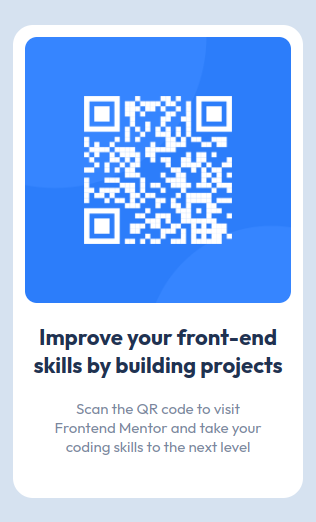 Improve your front-end
skills by building projects
Scan the QR code to visit
Frontend Mentor and take your
coding skills to the next level